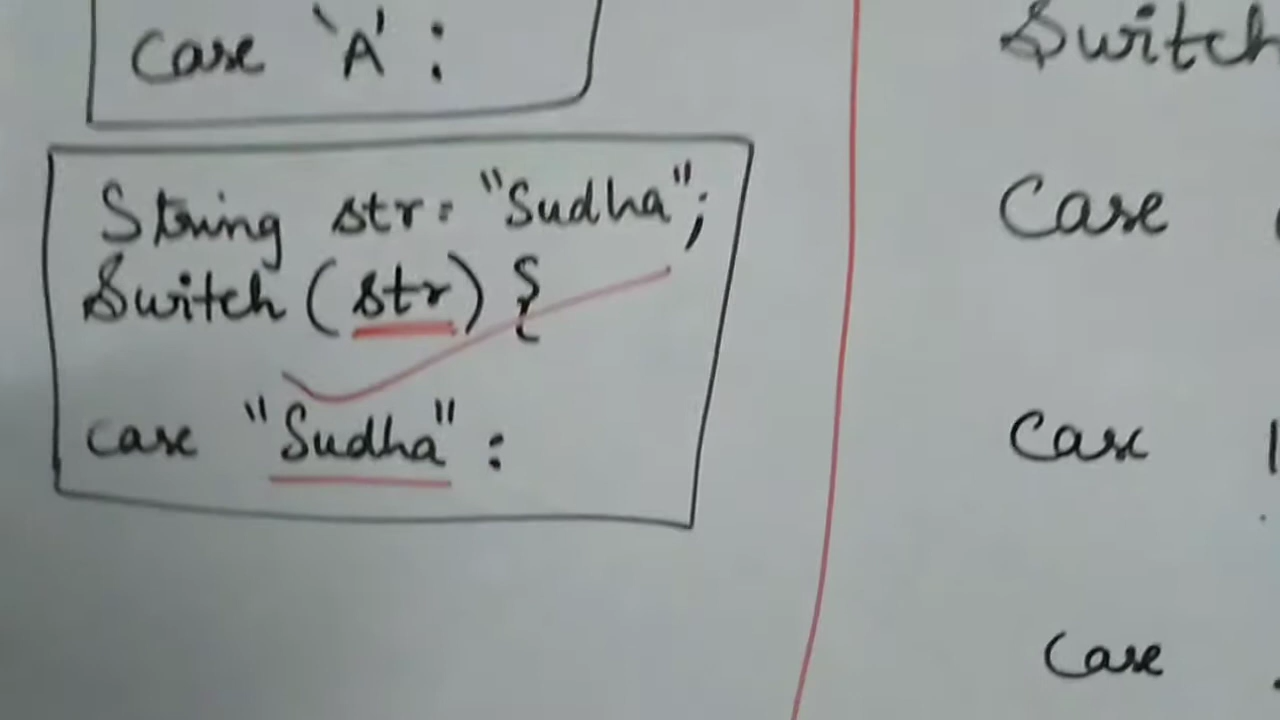 case 'A' :
String str = "Sudha";
Switch (str) {
case "Sudha" :
Switch
Case
Case
Case